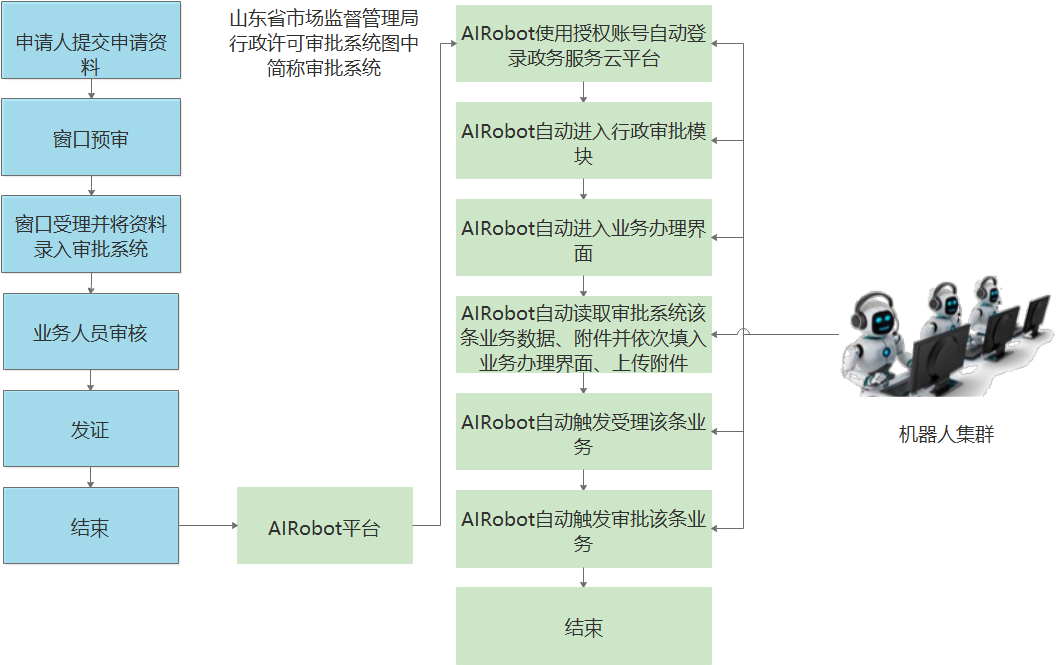 申请人提交申请资
料
窗口预审
窗口受理并将资料
录入审批系统
业务人员审核
发证
结束
山东省市场监督管理局
行政许可审批系统图中
简称审批系统
AIRobot平台
AIRobot使用授权账号自动登
录政务服务云平台
AIRobot自动进入行政审批模
块
AIRobot自动进入业务办理界
面
AIRobot自动读取审批系统该
条业务数据、附件并依次填入
业务办理界面、上传附件
AIRobot自动触发受理该条业
务
AIRobot自动触发审批该条业
务
结束
机器人集群